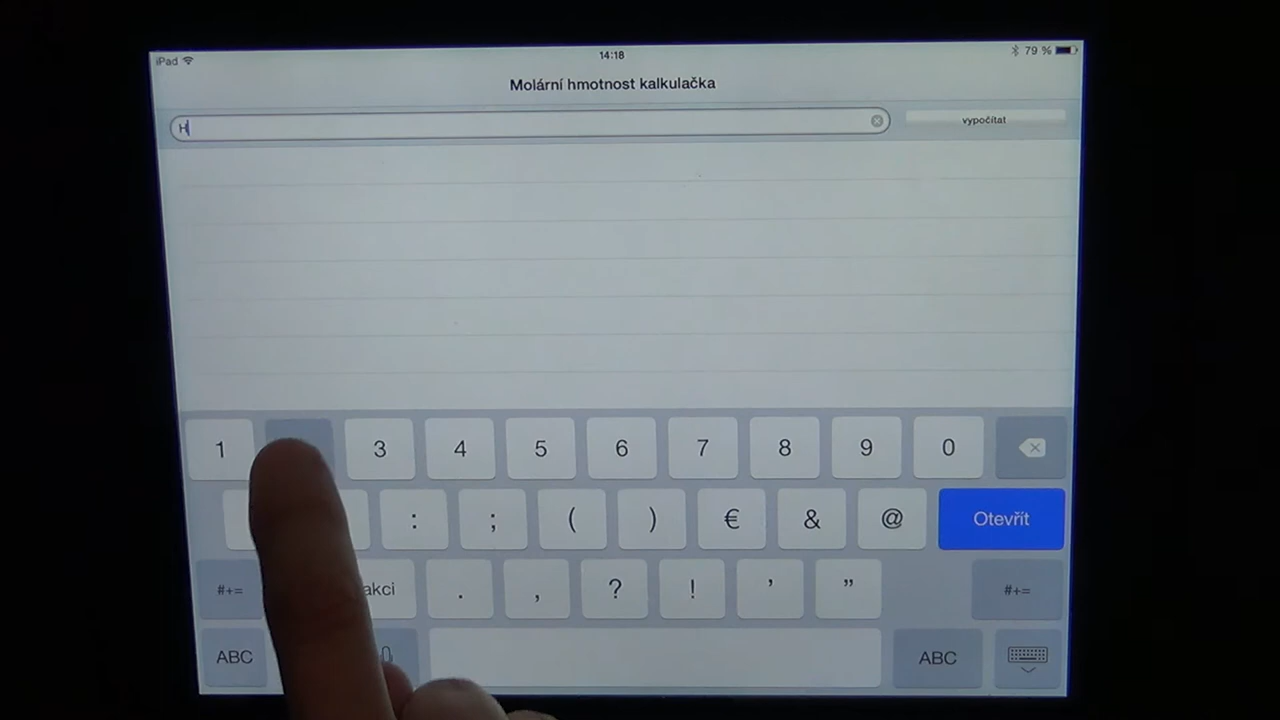 iPad 14:18 79 %
Molární hmotnost kalkulačka
H vypočítat
1 3 4 5 6 7 8 9 0
: ; ( ) € & @ Otevřít
#+= akci . , ? ! ’ ” #+=
ABC ABC